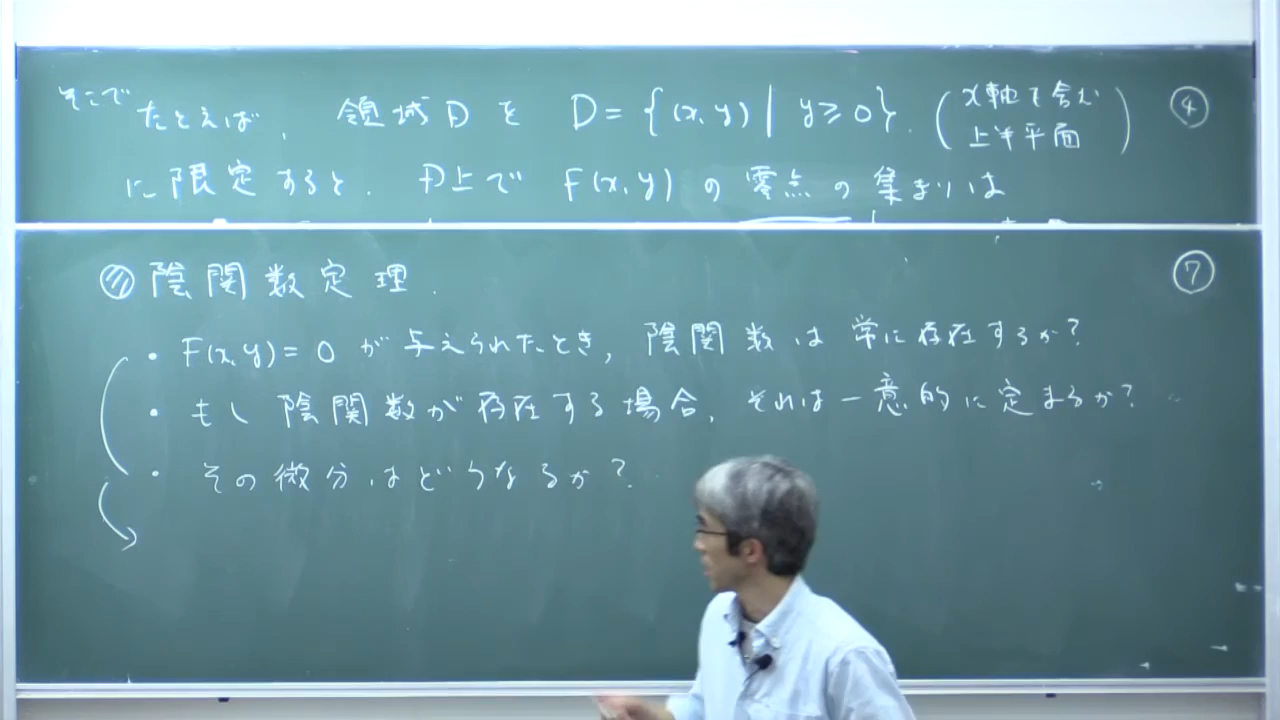 そこで たとえば, 領域Dを D={(x,y)|y≥0}. (x軸を含む上半平面) ④
に限定すると. D上で F(x,y) の 零点の集まりは
陰関数定理. ⑦
・F(x,y)=0 が与えられたとき, 陰関数は常に存在するか?
・もし陰関数が存在する場合, それは一意的に定まるか?
・その微分はどうなるか?